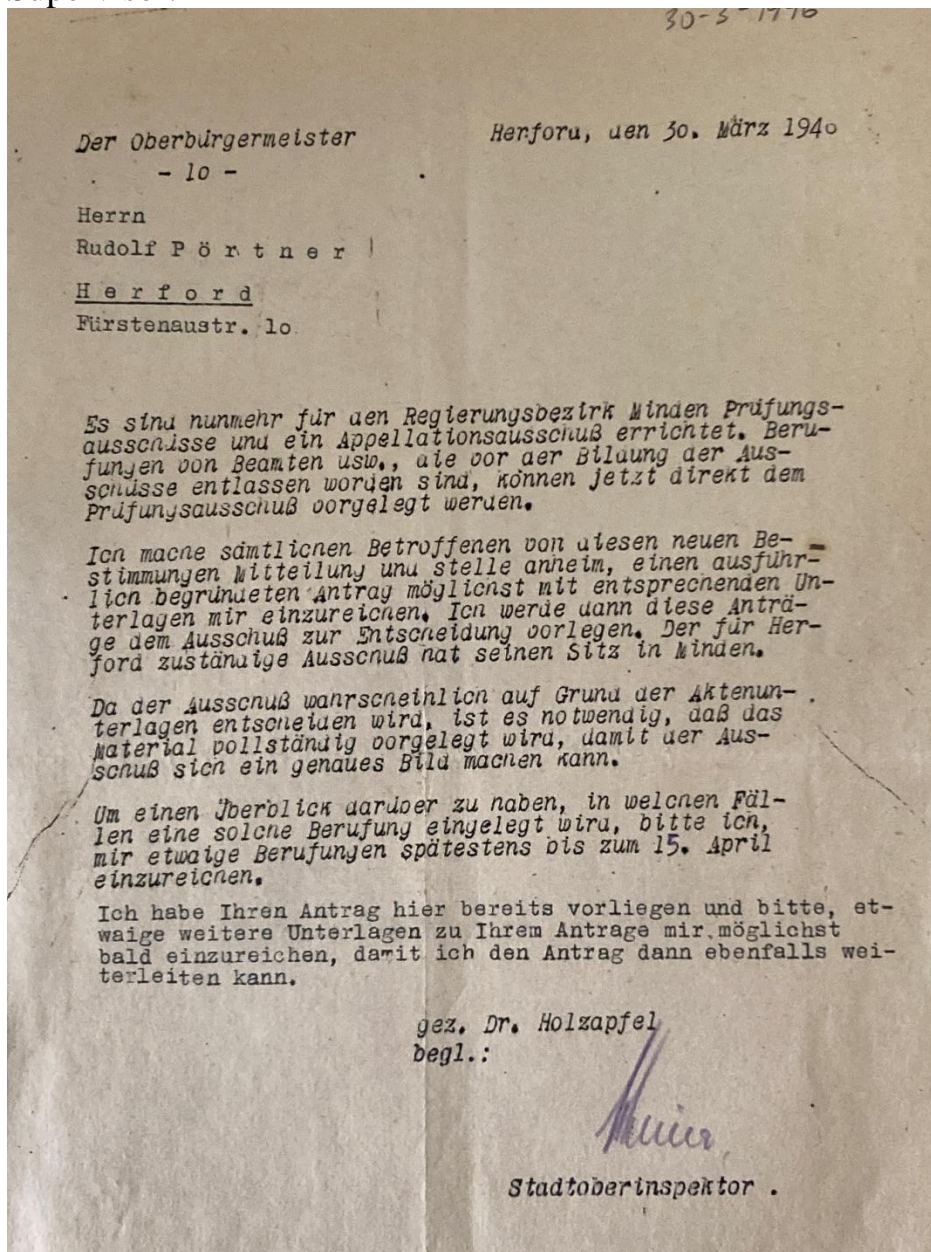 30-3-1946
Der Oberbürgermeister
- lo -
Herford, den 30. März 1946
Herrn
Rudolf P ö r t n e r
H e r f o r d
Fürstenaustr. lo
Es sind nunmehr für den Regierungsbezirk Minden Prüfungs-
ausschüsse und ein Appellationsausschuß errichtet. Beru-
fungen von Beamten usw., die vor der Bildung der Aus-
schüsse entlassen worden sind, können jetzt direkt dem
Prüfungsausschuß vorgelegt werden.
Ich mache sämtlichen Betroffenen von diesen neuen Be-
stimmungen Mitteilung und stelle anheim, einen ausführ-
lich begründeten Antrag möglichst mit entsprechenden Un-
terlagen mir einzureichen. Ich werde dann diese Anträ-
ge dem Ausschuß zur Entscheidung vorlegen. Der für Her-
ford zuständige Ausschuß hat seinen Sitz in Minden.
Da der Ausschuß wahrscheinlich auf Grund der Aktenun-
terlagen entscheiden wird, ist es notwendig, daß das
Material vollständig vorgelegt wird, damit der Aus-
schuß sich ein genaues Bild machen kann.
Um einen Überblick darüber zu haben, in welchen Fäl-
len eine solche Berufung eingelegt wird, bitte ich,
mir etwaige Berufungen spätestens bis zum 15. April
einzureichen.
Ich habe Ihren Antrag hier bereits vorliegen und bitte, et-
waige weitere Unterlagen zu Ihrem Antrage mir möglichst
bald einzureichen, damit ich den Antrag dann ebenfalls wei-
terleiten kann.
gez. Dr. Holzapfel
begl.:
Stadtoberinspektor .